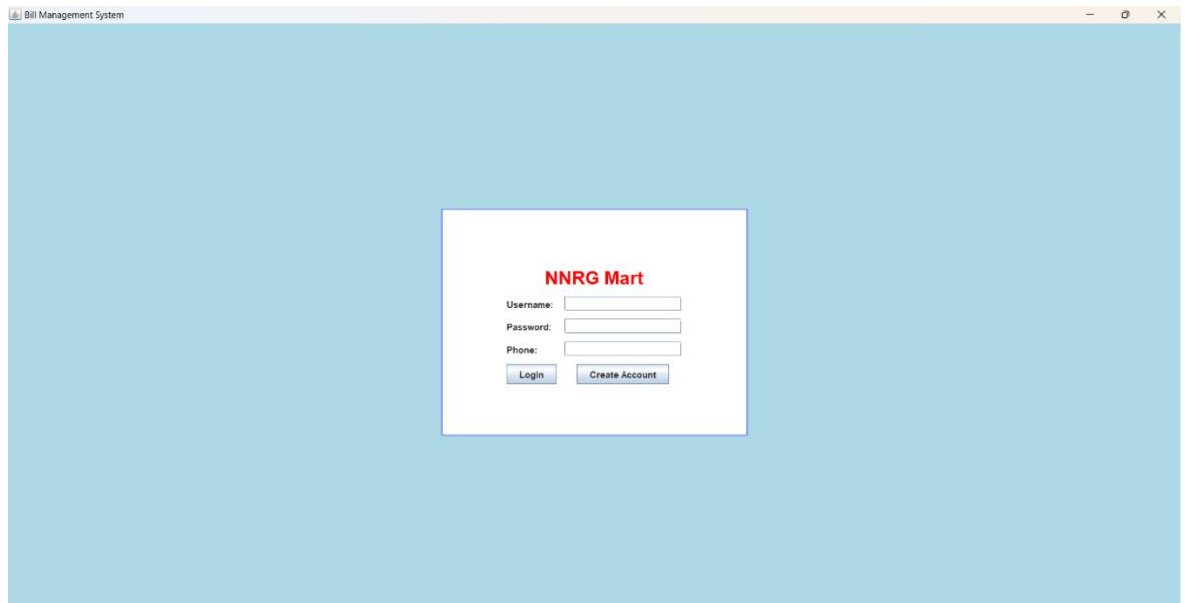 Bill Management System
NNRG Mart
Username:
Password:
Phone:
Login Create Account